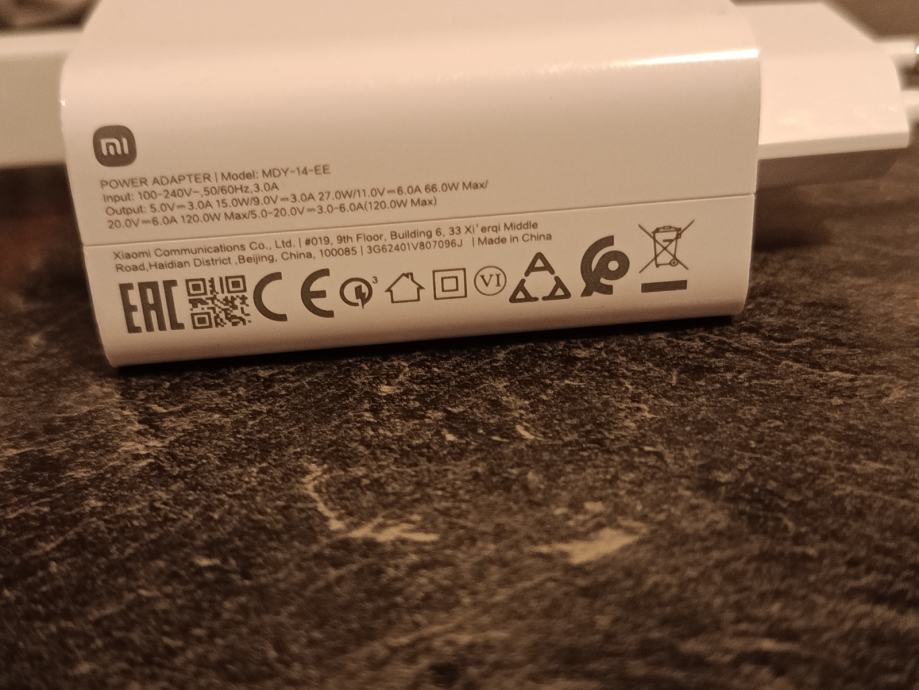 mi
POWER ADAPTER | Model: MDY-14-EE
Input: 100-240V~,50/60Hz,3.0A
Output: 5.0V⎓3.0A 15.0W/9.0V⎓3.0A 27.0W/11.0V⎓6.0A 66.0W Max/
20.0V⎓6.0A 120.0W Max/5.0-20.0V⎓3.0-6.0A(120.0W Max)
Xiaomi Communications Co., Ltd. | #019, 9th Floor, Building 6, 33 Xi'erqi Middle
Road,Haidian District ,Beijing, China, 100085 | 3G62401V807096J | Made in China
EAC CE 3 VI